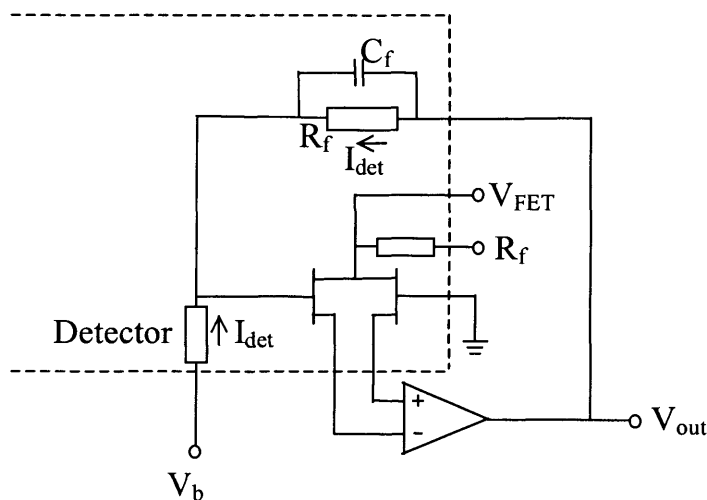 C_f
R_f
I_det
V_FET
R_f
Detector
I_det
+
-
V_out
V_b